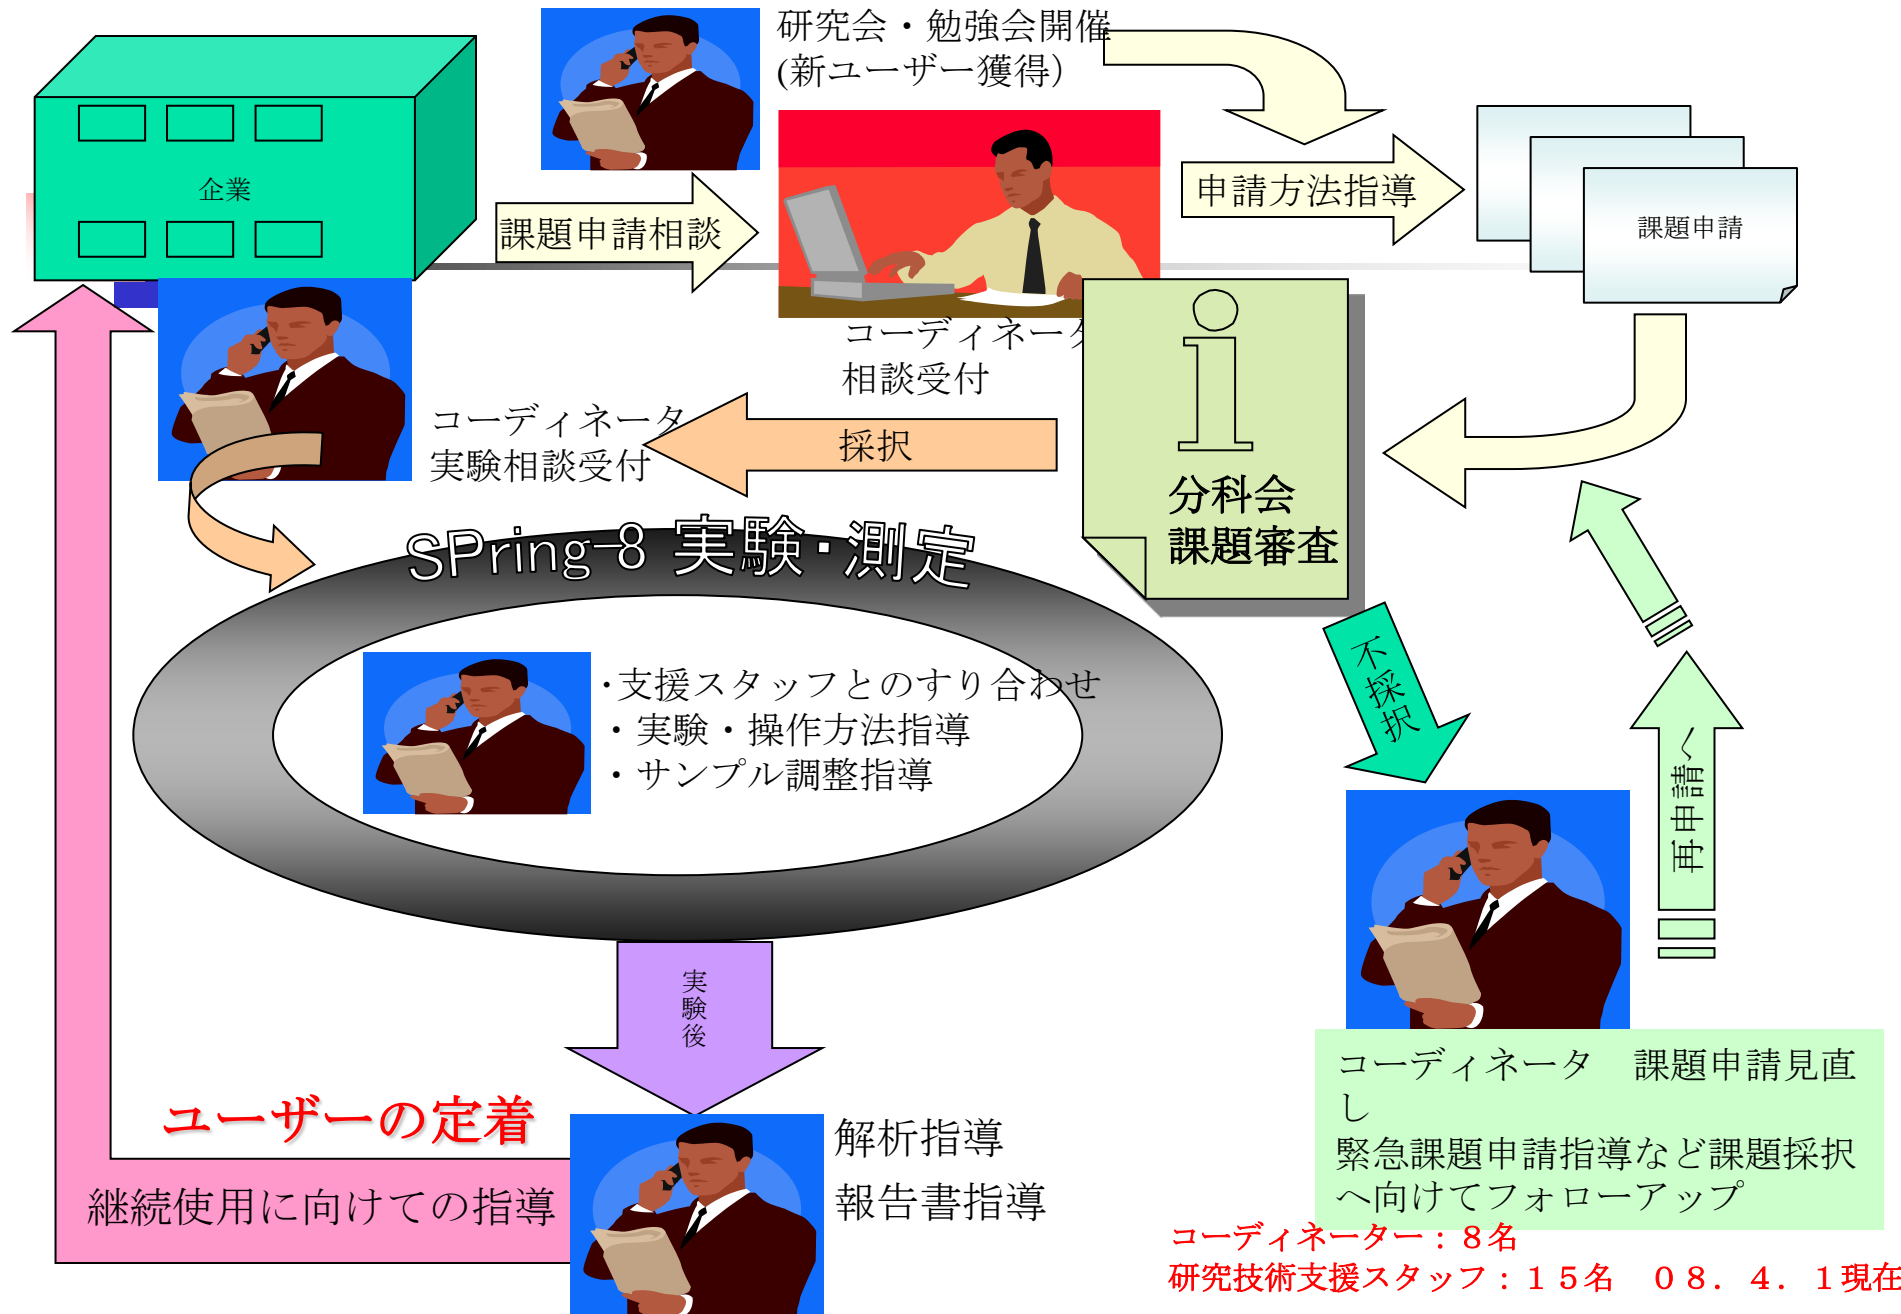 研究会・勉強会開催
(新ユーザー獲得）
企業
課題申請相談
申請方法指導
課題申請
コーディネータ
相談受付
コーディネータ
実験相談受付
採択
分科会
課題審査
SPring-8 実験・測定
・支援スタッフとのすり合わせ
・実験・操作方法指導
・サンプル調整指導
不採択
再申請へ
実験後
ユーザーの定着
継続使用に向けての指導
解析指導
報告書指導
コーディネータ　課題申請見直
し
緊急課題申請指導など課題採択
へ向けてフォローアップ
コーディネーター：８名
研究技術支援スタッフ：１５名　０８．４．１現在